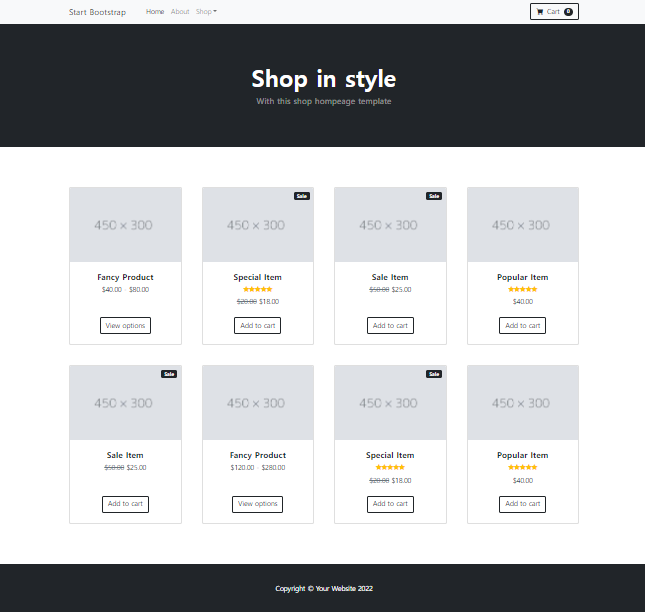 Start Bootstrap Home About Shop Cart 0
Shop in style
With this shop hompeage template
450 × 300
Fancy Product
$40.00 - $80.00
View options
Sale
450 × 300
Special Item
$20.00 $18.00
Add to cart
Sale
450 × 300
Sale Item
$50.00 $25.00
Add to cart
450 × 300
Popular Item
$40.00
Add to cart
Sale
450 × 300
Sale Item
$50.00 $25.00
Add to cart
450 × 300
Fancy Product
$120.00 - $280.00
View options
Sale
450 × 300
Special Item
$20.00 $18.00
Add to cart
450 × 300
Popular Item
$40.00
Add to cart
Copyright © Your Website 2022